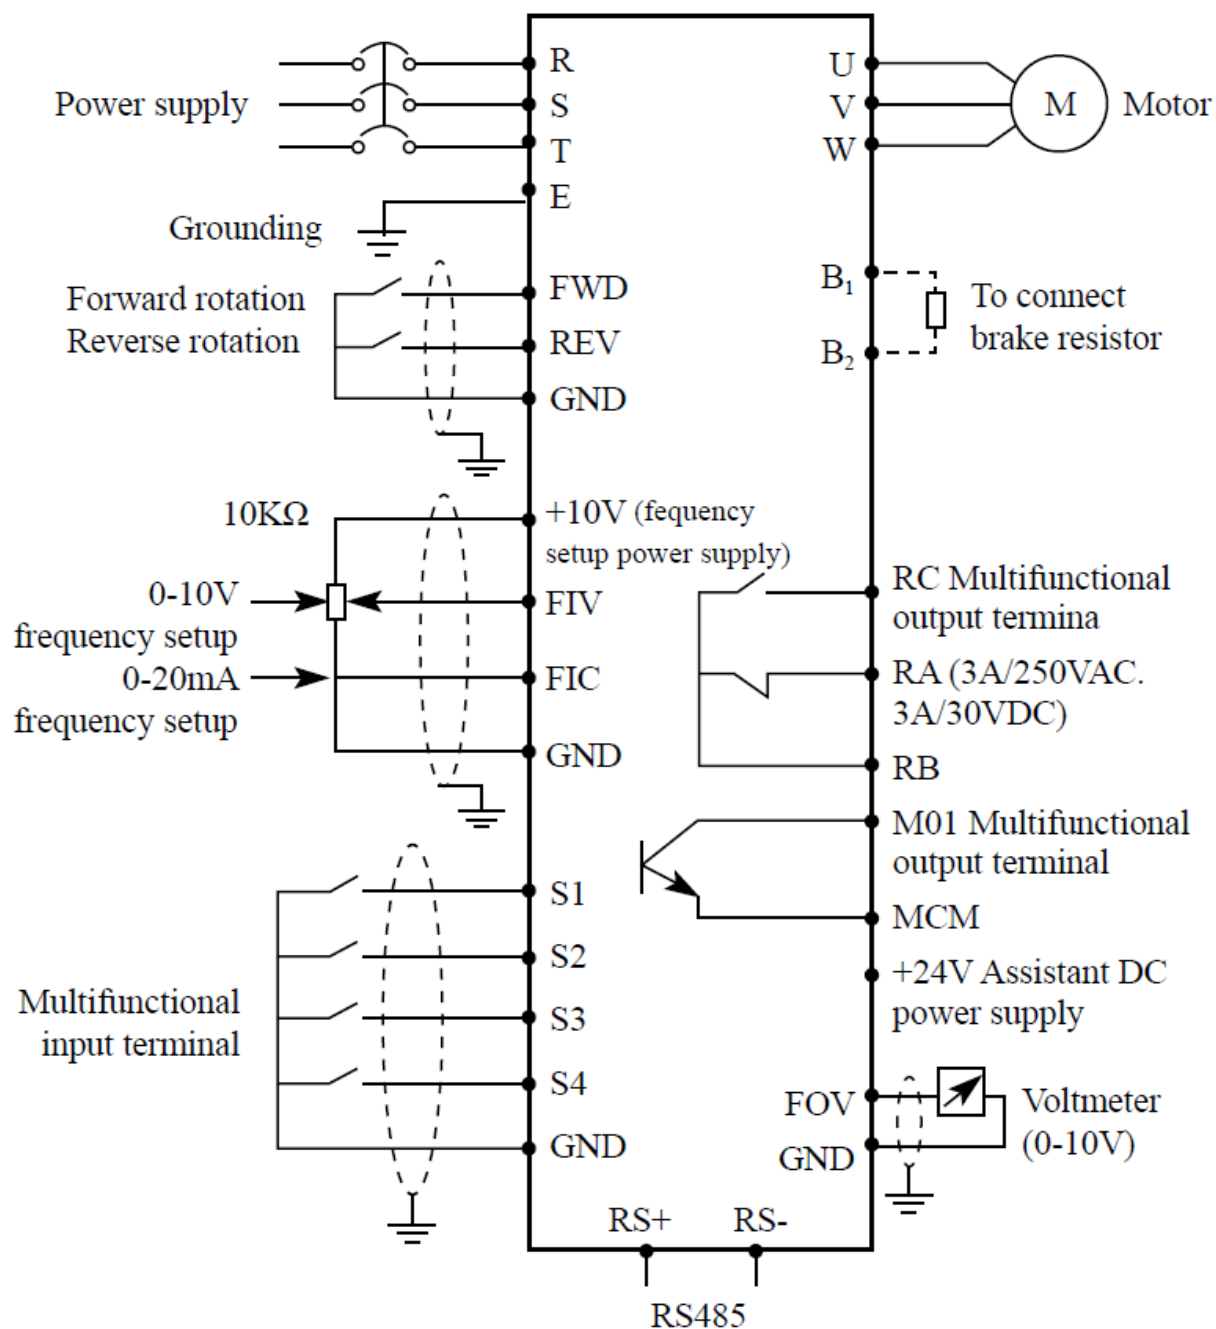 R
Power supply
S
T
E
Grounding
U
V
W
M
Motor
Forward rotation
FWD
Reverse rotation
REV
GND
B₁
B₂
To connect
brake resistor
10KΩ
+10V (fequency
setup power supply)
0-10V
frequency setup
FIV
0-20mA
frequency setup
FIC
GND
RC Multifunctional
output termina
RA (3A/250VAC.
3A/30VDC)
RB
M01 Multifunctional
output terminal
MCM
+24V Assistant DC
power supply
Multifunctional
input terminal
S1
S2
S3
S4
GND
FOV
GND
Voltmeter
(0-10V)
RS+ RS-
RS485